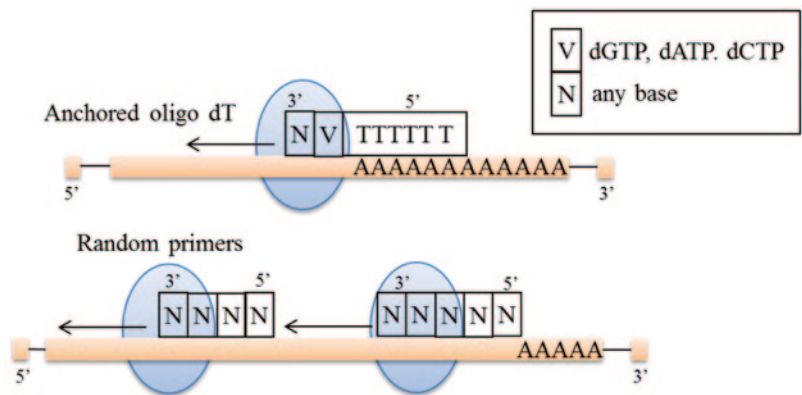 V dGTP, dATP. dCTP
N any base
Anchored oligo dT
3’ 5’
N V TTTTT T
AAAAAAAAAAAA
5’ 3’
Random primers
3’ 5’ 3’ 5’
N N N N N N N N N
AAAAA
5’ 3’